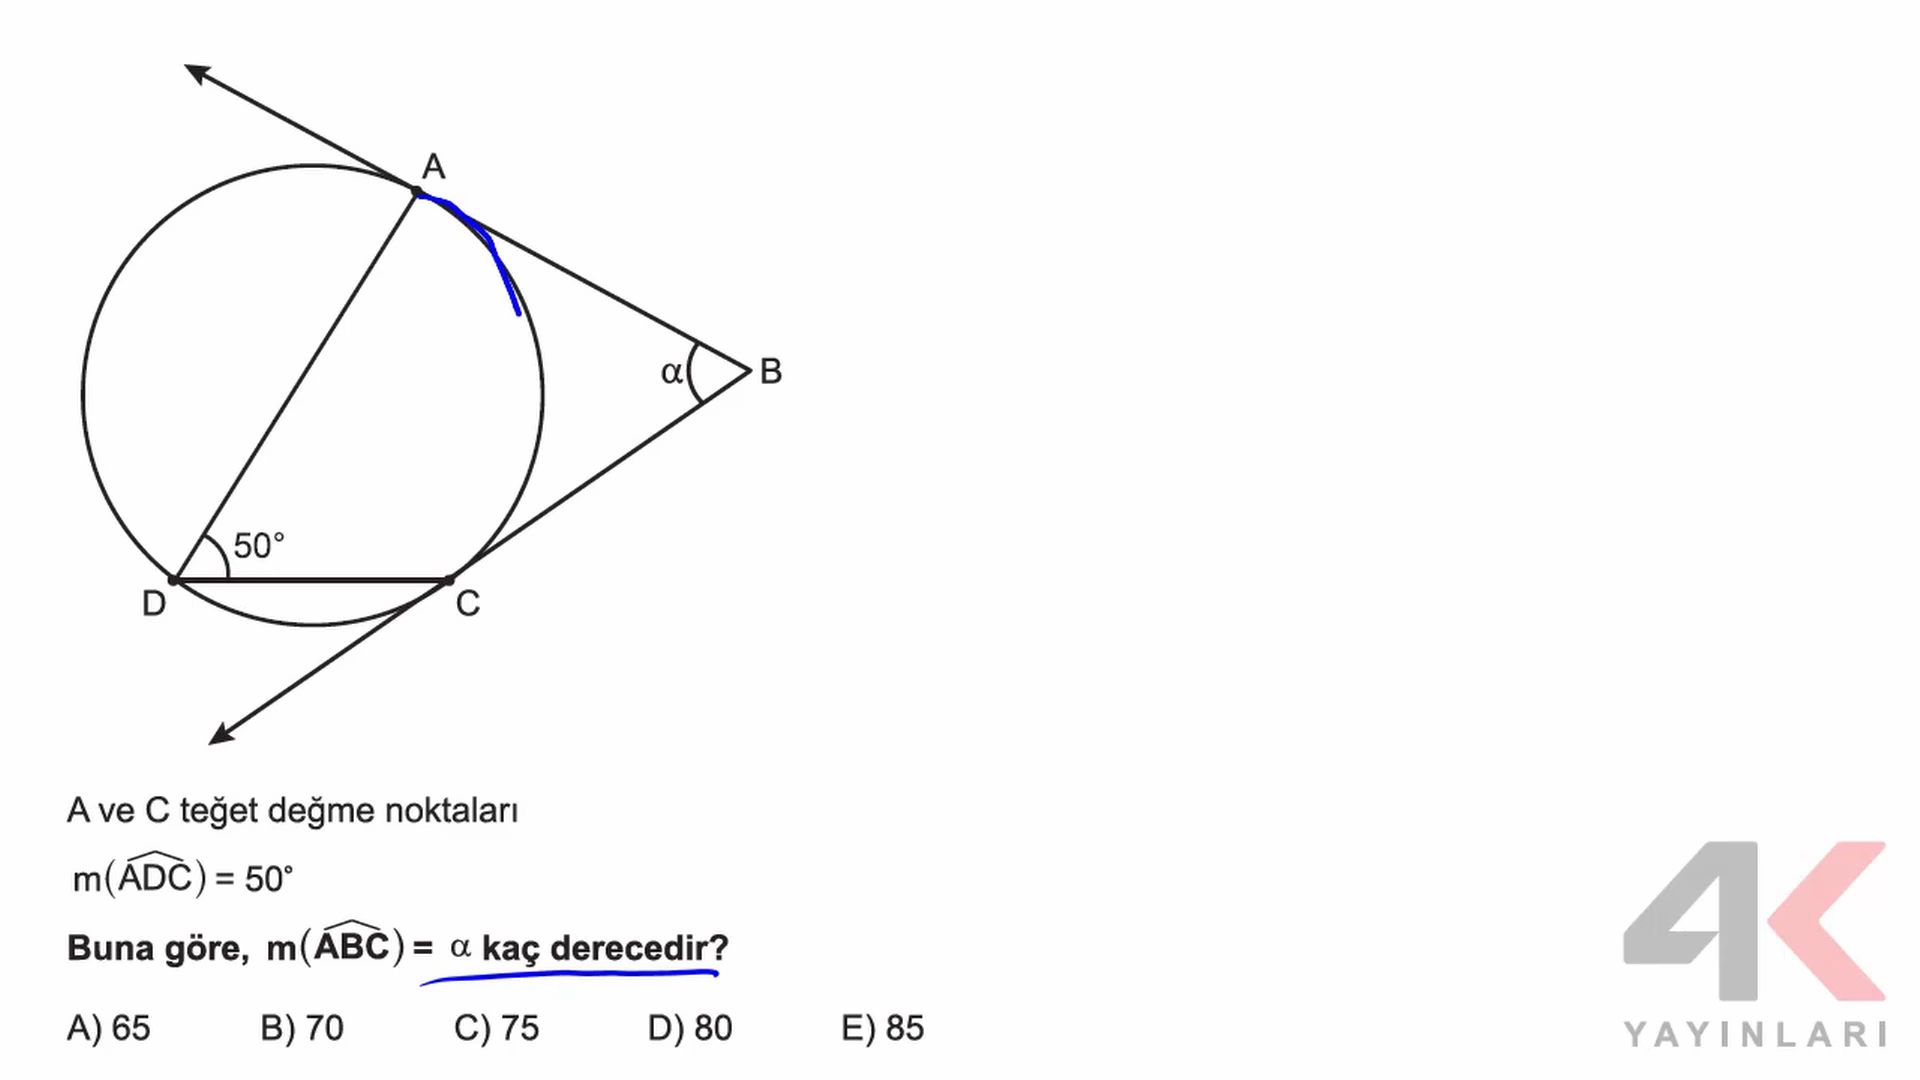 A
α
B
50°
D
C
A ve C teğet değme noktaları
m(ADC) = 50°
Buna göre, m(ABC) = α kaç derecedir?
A) 65 B) 70 C) 75 D) 80 E) 85
4K
YAYINLARI